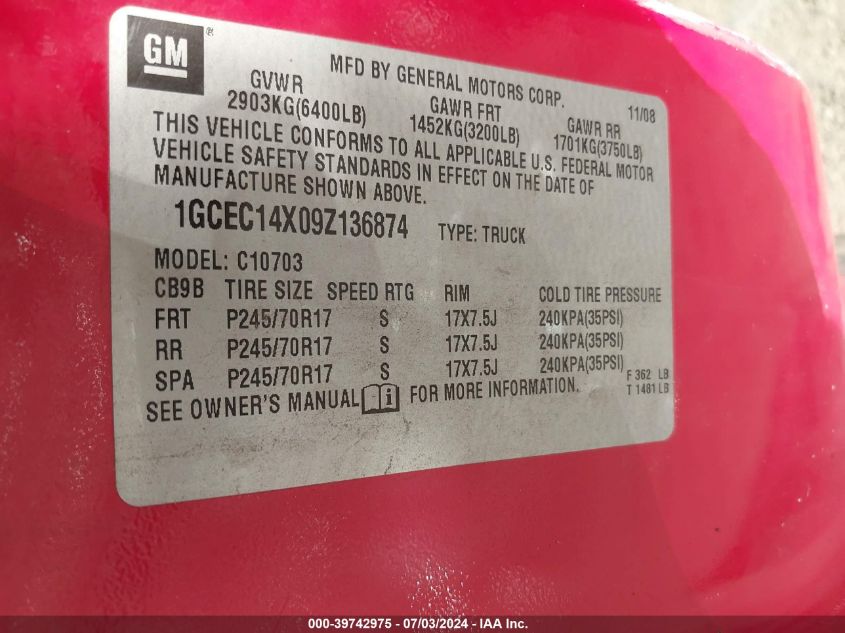 GM ®
MFD BY GENERAL MOTORS CORP. 11/08
GVWR GAWR FRT GAWR RR
2903KG(6400LB) 1452KG(3200LB) 1701KG(3750LB)
THIS VEHICLE CONFORMS TO ALL APPLICABLE U.S. FEDERAL MOTOR
VEHICLE SAFETY STANDARDS IN EFFECT ON THE DATE OF
MANUFACTURE SHOWN ABOVE.
1GCEC14X09Z136874 TYPE: TRUCK
MODEL: C10703
CB9B TIRE SIZE SPEED RTG RIM COLD TIRE PRESSURE
FRT P245/70R17 S 17X7.5J 240KPA(35PSI)
RR P245/70R17 S 17X7.5J 240KPA(35PSI)
SPA P245/70R17 S 17X7.5J 240KPA(35PSI)
F 362 LB
T 1481 LB
SEE OWNER'S MANUAL i FOR MORE INFORMATION.
000-39742975 - 07/03/2024 - IAA Inc.